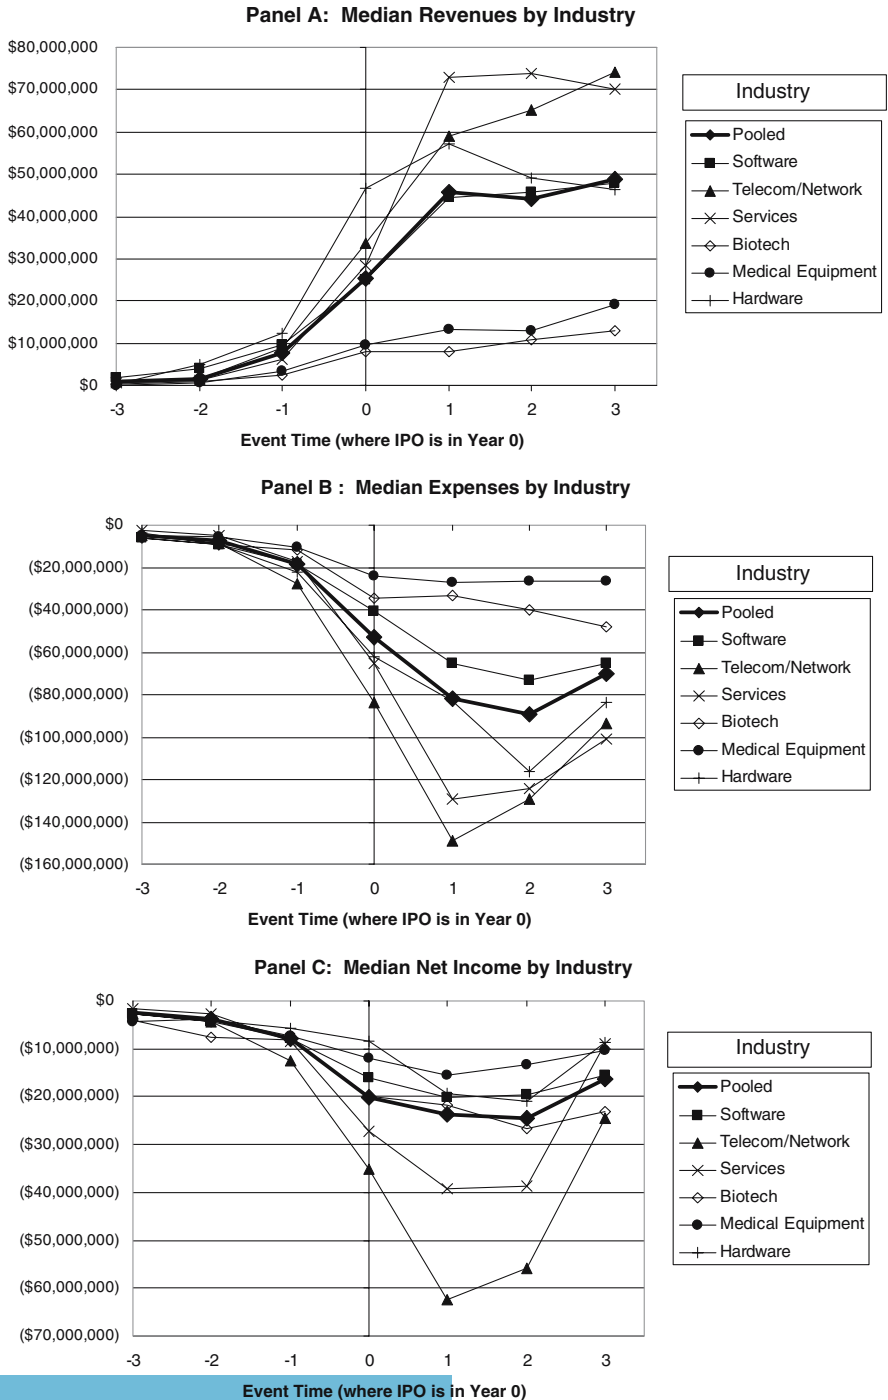 Panel A: Median Revenues by Industry
$80,000,000
$70,000,000
$60,000,000
$50,000,000
$40,000,000
$30,000,000
$20,000,000
$10,000,000
$0
-3 -2 -1 0 1 2 3
Event Time (where IPO is in Year 0)
Industry
Pooled
Software
Telecom/Network
Services
Biotech
Medical Equipment
Hardware
Panel B : Median Expenses by Industry
$0
($20,000,000)
($40,000,000)
($60,000,000)
($80,000,000)
($100,000,000)
($120,000,000)
($140,000,000)
($160,000,000)
-3 -2 -1 0 1 2 3
Event Time (where IPO is in Year 0)
Industry
Pooled
Software
Telecom/Network
Services
Biotech
Medical Equipment
Hardware
Panel C: Median Net Income by Industry
$0
($10,000,000)
($20,000,000)
($30,000,000)
($40,000,000)
($50,000,000)
($60,000,000)
($70,000,000)
-3 -2 -1 0 1 2 3
Event Time (where IPO is in Year 0)
Industry
Pooled
Software
Telecom/Network
Services
Biotech
Medical Equipment
Hardware